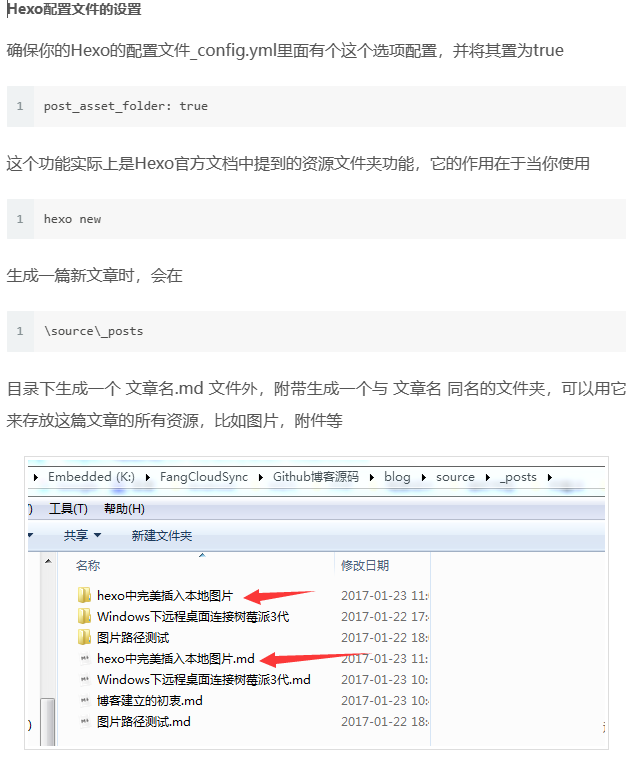 Hexo配置文件的设置
确保你的Hexo的配置文件_config.yml里面有个这个选项配置，并将其置为true
1 post_asset_folder: true
这个功能实际上是Hexo官方文档中提到的资源文件夹功能，它的作用在于当你使用
1 hexo new
生成一篇新文章时，会在
1 \source\_posts
目录下生成一个 文章名.md 文件外，附带生成一个与 文章名 同名的文件夹，可以用它
来存放这篇文章的所有资源，比如图片，附件等
Embedded (K:) FangCloudSync Github博客源码 blog source _posts
工具(T) 帮助(H)
共享 新建文件夹
名称 修改日期
hexo中完美插入本地图片 2017-01-23 11:
Windows下远程桌面连接树莓派3代 2017-01-22 17:
图片路径测试 2017-01-22 18:
hexo中完美插入本地图片.md 2017-01-23 11:
Windows下远程桌面连接树莓派3代.md 2017-01-23 10:
博客建立的初衷.md 2017-01-23 10:
图片路径测试.md 2017-01-22 18: